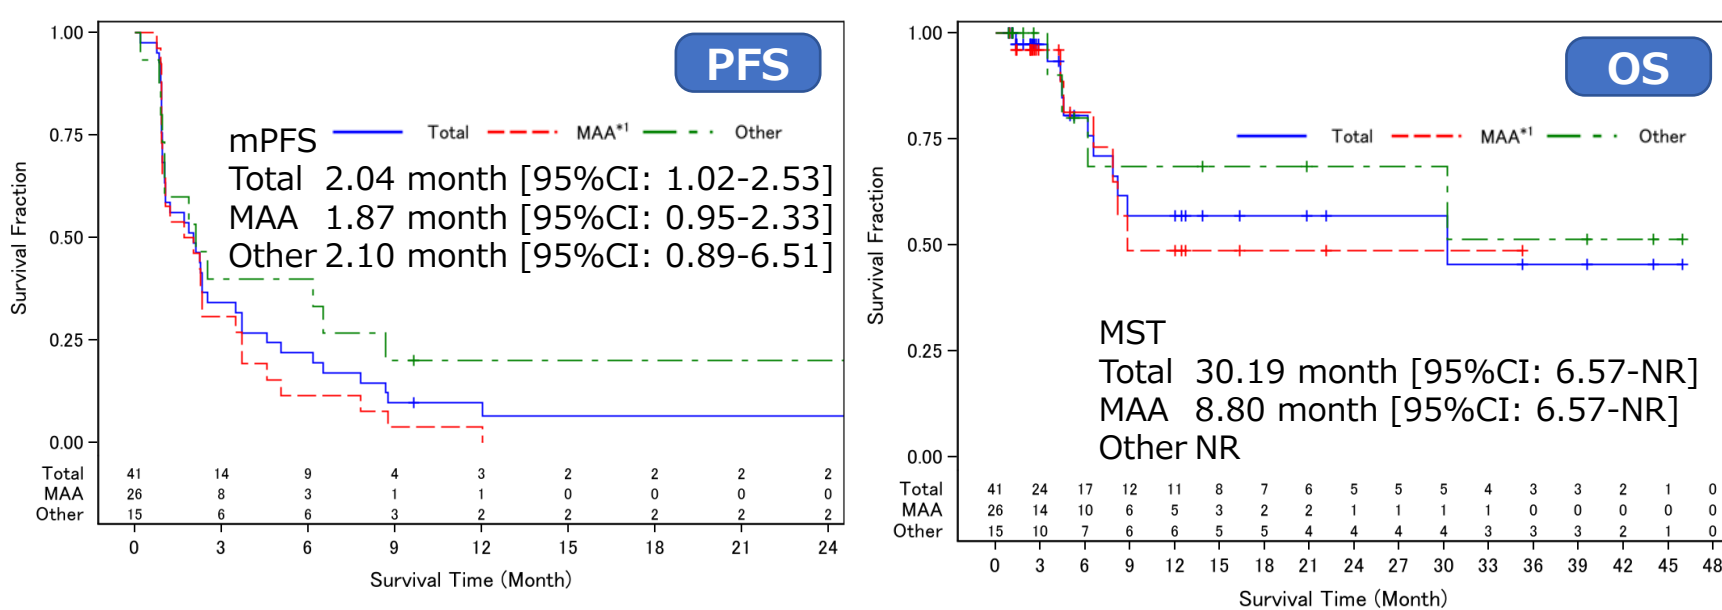 PFS
1.00
0.75
0.50
0.25
0.00
Survival Fraction
Total MAA*1 Other
mPFS
Total 2.04 month [95%CI: 1.02-2.53]
MAA 1.87 month [95%CI: 0.95-2.33]
Other 2.10 month [95%CI: 0.89-6.51]
Total 41 14 9 4 3 2 2 2 2
MAA 26 8 3 1 1 0 0 0 0
Other 15 6 6 3 2 2 2 2 2
0 3 6 9 12 15 18 21 24
Survival Time (Month)
OS
1.00
0.75
0.50
0.25
0.00
Survival Fraction
Total MAA*1 Other
MST
Total 30.19 month [95%CI: 6.57-NR]
MAA 8.80 month [95%CI: 6.57-NR]
Other NR
Total 41 24 17 12 11 8 7 6 5 5 5 4 3 3 2 1 0
MAA 26 14 10 6 5 3 2 2 1 1 1 1 0 0 0 0 0
Other 15 10 7 6 6 5 5 4 4 4 4 3 3 3 2 1 0
0 3 6 9 12 15 18 21 24 27 30 33 36 39 42 45 48
Survival Time (Month)